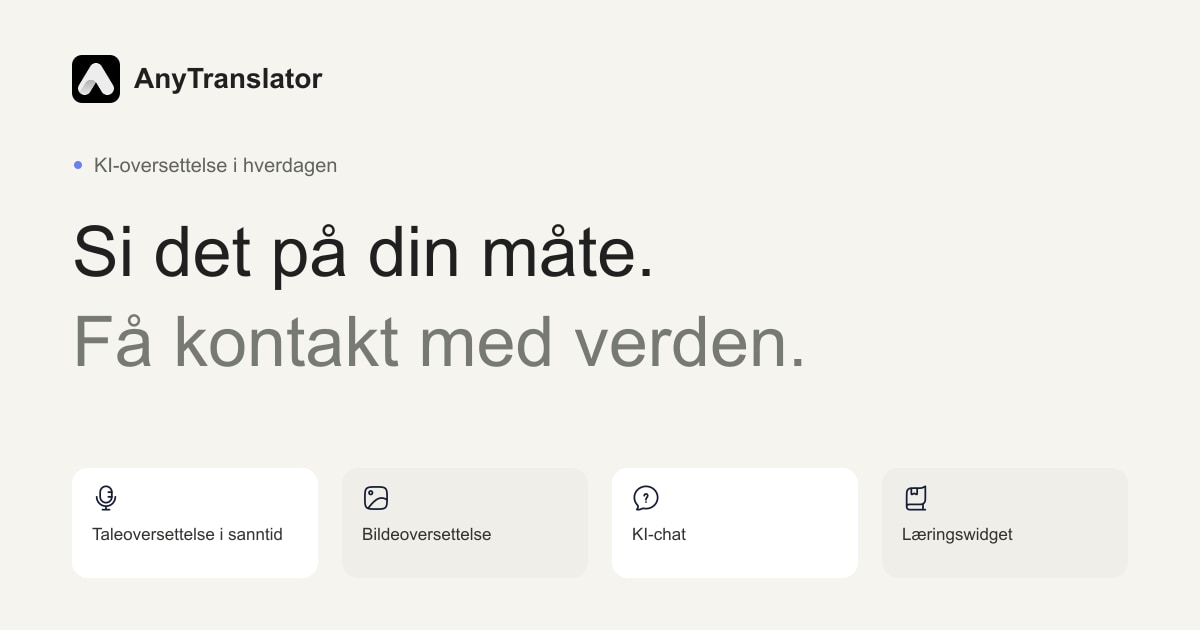 AnyTranslator
KI-oversettelse i hverdagen
Si det på din måte.
Få kontakt med verden.
Taleoversettelse i sanntid
Bildeoversettelse
KI-chat
Læringswidget